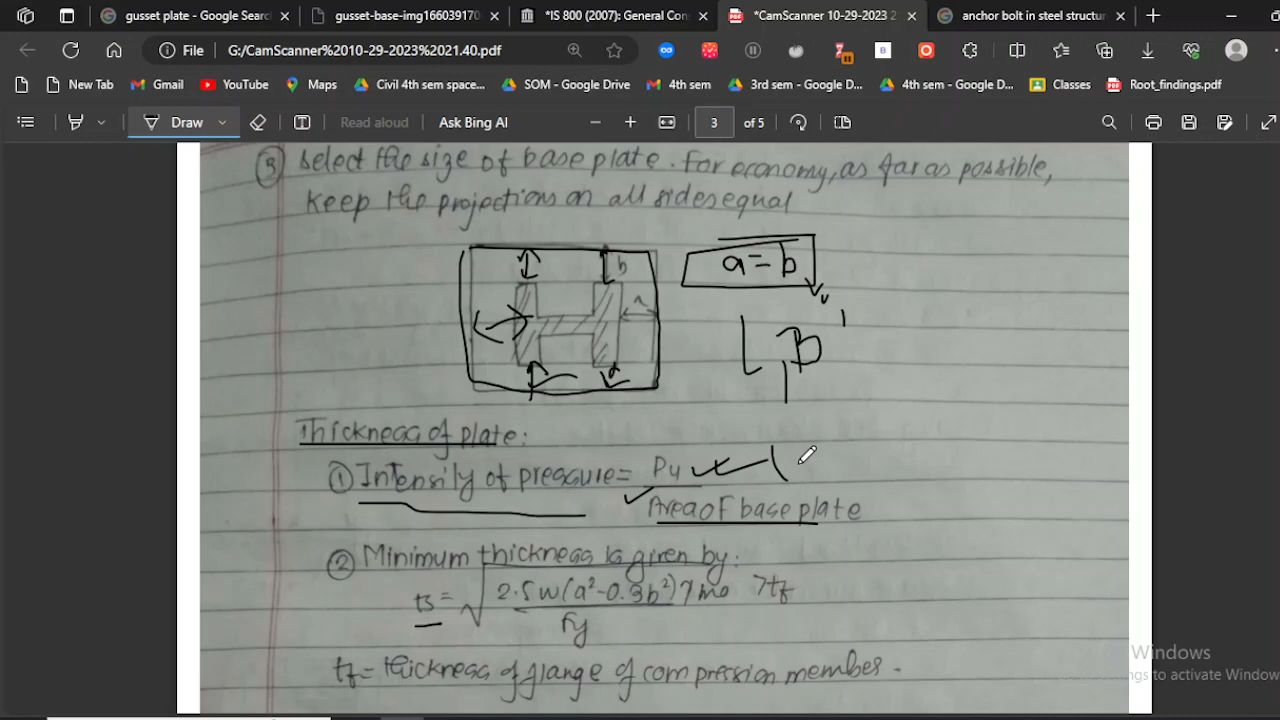 gusset plate - Google Searc
gusset-base-img166039170
*IS 800 (2007): General Con
*CamScanner 10-29-2023 2
anchor bolt in steel structur
File
G:/CamScanner%2010-29-2023%2021.40.pdf
New Tab
Gmail
YouTube
Maps
Civil 4th sem space...
SOM - Google Drive
4th sem
3rd sem - Google D...
4th sem - Google D...
Classes
Root_findings.pdf
Draw
Read aloud
Ask Bing AI
3
of 5
③ Select the size of base plate. For economy, as far as possible,
keep the projections on all sides equal
b
a
a = b
L, B
Thickness of plate:
① Intensity of pressure = Pu
Area of base plate
② Minimum thickness is given by:
ts = √2.5w(a²-0.3b²)γmo >tf
fy
tf = thickness of flange of compression member.
Windows
to activate Window